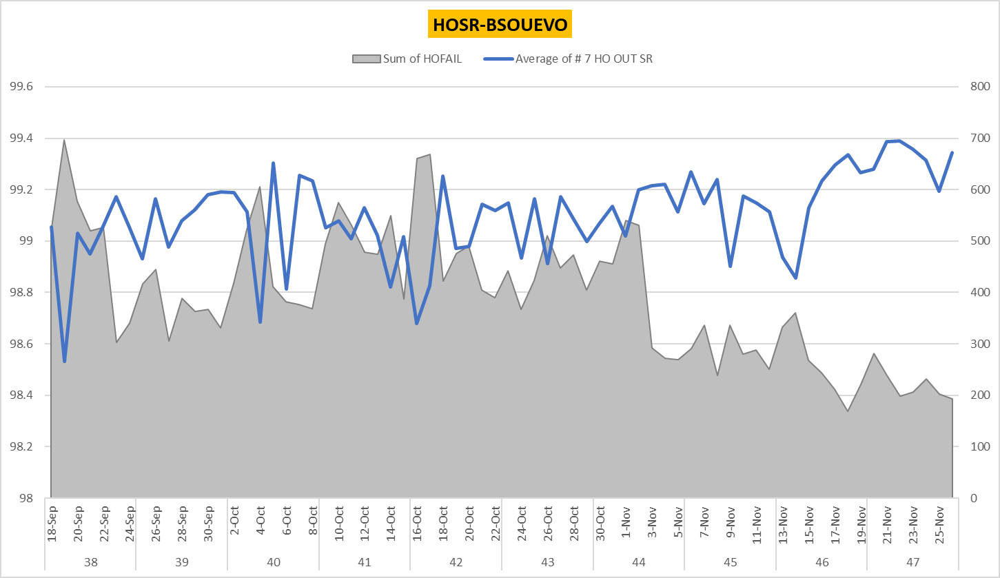 HOSR-BSOUEVO
Sum of HOFAIL
Average of # 7 HO OUT SR
99.6
99.4
99.2
99
98.8
98.6
98.4
98.2
98
800
700
600
500
400
300
200
100
0
18-Sep
20-Sep
22-Sep
24-Sep
26-Sep
28-Sep
30-Sep
2-Oct
4-Oct
6-Oct
8-Oct
10-Oct
12-Oct
14-Oct
16-Oct
18-Oct
20-Oct
22-Oct
24-Oct
26-Oct
28-Oct
30-Oct
1-Nov
3-Nov
5-Nov
7-Nov
9-Nov
11-Nov
13-Nov
15-Nov
17-Nov
19-Nov
21-Nov
23-Nov
25-Nov
38
39
40
41
42
43
44
45
46
47